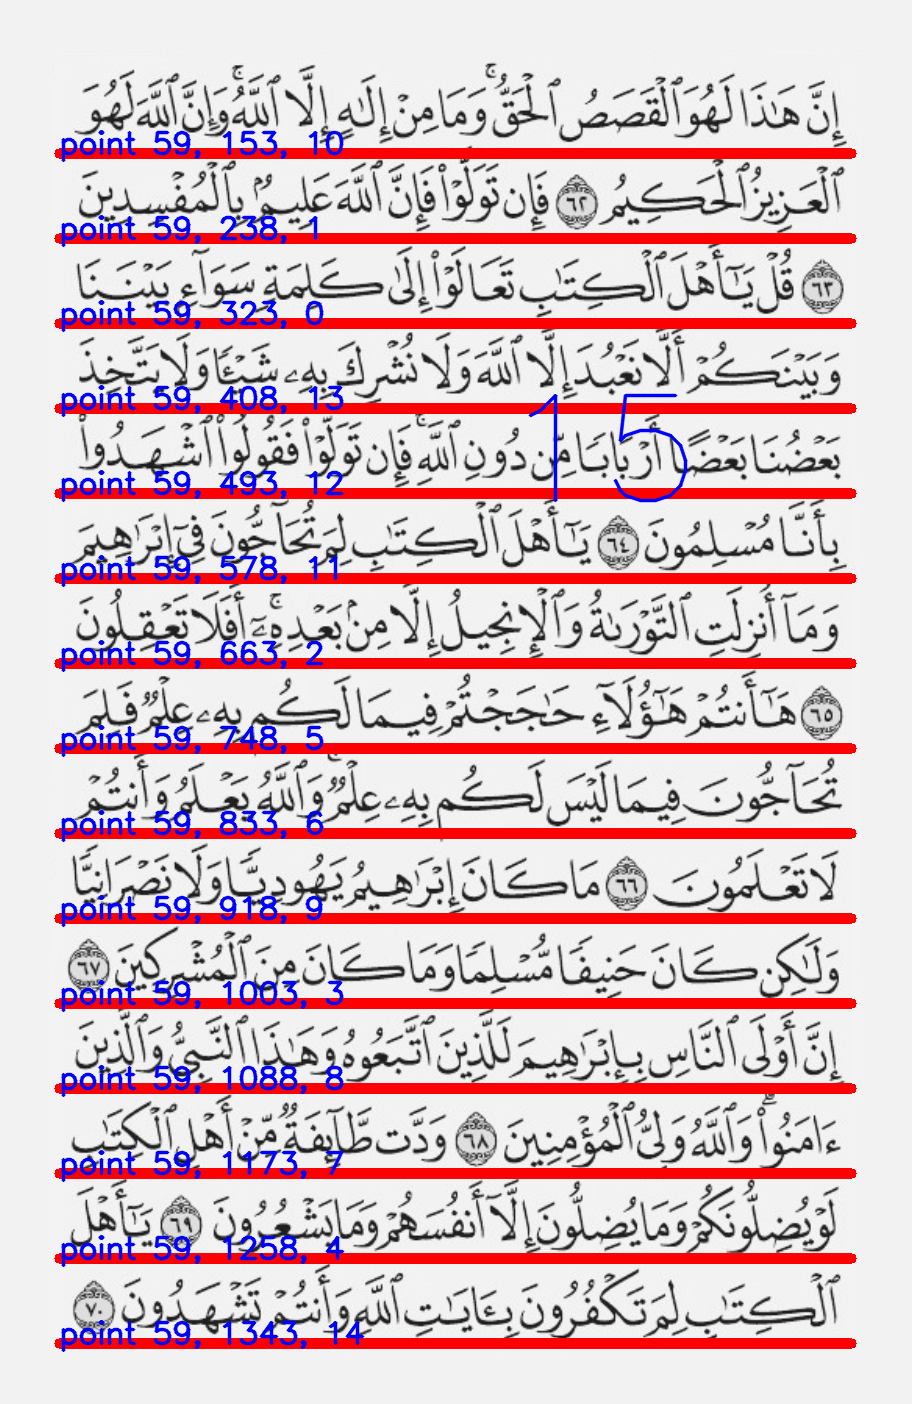 إِنَّ هَٰذَا لَهُوَ ٱلْقَصَصُ ٱلْحَقُّ ۚ وَمَا مِنْ إِلَٰهٍ إِلَّا ٱللَّهُ ۚ وَإِنَّ ٱللَّهَ لَهُوَ
point 59, 153, 10
ٱلْعَزِيزُ ٱلْحَكِيمُ ٦٢ فَإِن تَوَلَّوْا۟ فَإِنَّ ٱللَّهَ عَلِيمٌۢ بِٱلْمُفْسِدِينَ
point 59, 238, 1
٦٣ قُلْ يَٰٓأَهْلَ ٱلْكِتَٰبِ تَعَالَوْا۟ إِلَىٰ كَلِمَةٍ سَوَآءٍۭ بَيْنَنَا
point 59, 323, 0
وَبَيْنَكُمْ أَلَّا نَعْبُدَ إِلَّا ٱللَّهَ وَلَا نُشْرِكَ بِهِۦ شَيْـًٔا وَلَا يَتَّخِذَ
point 59, 408, 13
بَعْضُنَا بَعْضًا أَرْبَابًا مِّن دُونِ ٱللَّهِ ۚ فَإِن تَوَلَّوْا۟ فَقُولُوا۟ ٱشْهَدُوا۟
15
point 59, 493, 12
بِأَنَّا مُسْلِمُونَ ٦٤ يَٰٓأَهْلَ ٱلْكِتَٰبِ لِمَ تُحَآجُّونَ فِىٓ إِبْرَٰهِيمَ
point 59, 578, 11
وَمَآ أُنزِلَتِ ٱلتَّوْرَىٰةُ وَٱلْإِنجِيلُ إِلَّا مِنۢ بَعْدِهِۦٓ ۚ أَفَلَا تَعْقِلُونَ
point 59, 663, 2
٦٥ هَٰٓأَنتُمْ هَٰٓؤُلَآءِ حَٰجَجْتُمْ فِيمَا لَكُم بِهِۦ عِلْمٌ فَلِمَ
point 59, 748, 5
تُحَآجُّونَ فِيمَا لَيْسَ لَكُم بِهِۦ عِلْمٌ ۚ وَٱللَّهُ يَعْلَمُ وَأَنتُمْ
point 59, 833, 6
لَا تَعْلَمُونَ ٦٦ مَا كَانَ إِبْرَٰهِيمُ يَهُودِيًّا وَلَا نَصْرَانِيًّا
point 59, 918, 9
وَلَٰكِن كَانَ حَنِيفًا مُّسْلِمًا وَمَا كَانَ مِنَ ٱلْمُشْرِكِينَ ٦٧
point 59, 1003, 3
إِنَّ أَوْلَى ٱلنَّاسِ بِإِبْرَٰهِيمَ لَلَّذِينَ ٱتَّبَعُوهُ وَهَٰذَا ٱلنَّبِىُّ وَٱلَّذِينَ
point 59, 1088, 8
ءَامَنُوا۟ ۗ وَٱللَّهُ وَلِىُّ ٱلْمُؤْمِنِينَ ٦٨ وَدَّت طَّآئِفَةٌ مِّنْ أَهْلِ ٱلْكِتَٰبِ
point 59, 1173, 7
لَوْ يُضِلُّونَكُمْ وَمَا يُضِلُّونَ إِلَّآ أَنفُسَهُمْ وَمَا يَشْعُرُونَ ٦٩ يَٰٓأَهْلَ
point 59, 1258, 4
ٱلْكِتَٰبِ لِمَ تَكْفُرُونَ بِـَٔايَٰتِ ٱللَّهِ وَأَنتُمْ تَشْهَدُونَ ٧٠
point 59, 1343, 14